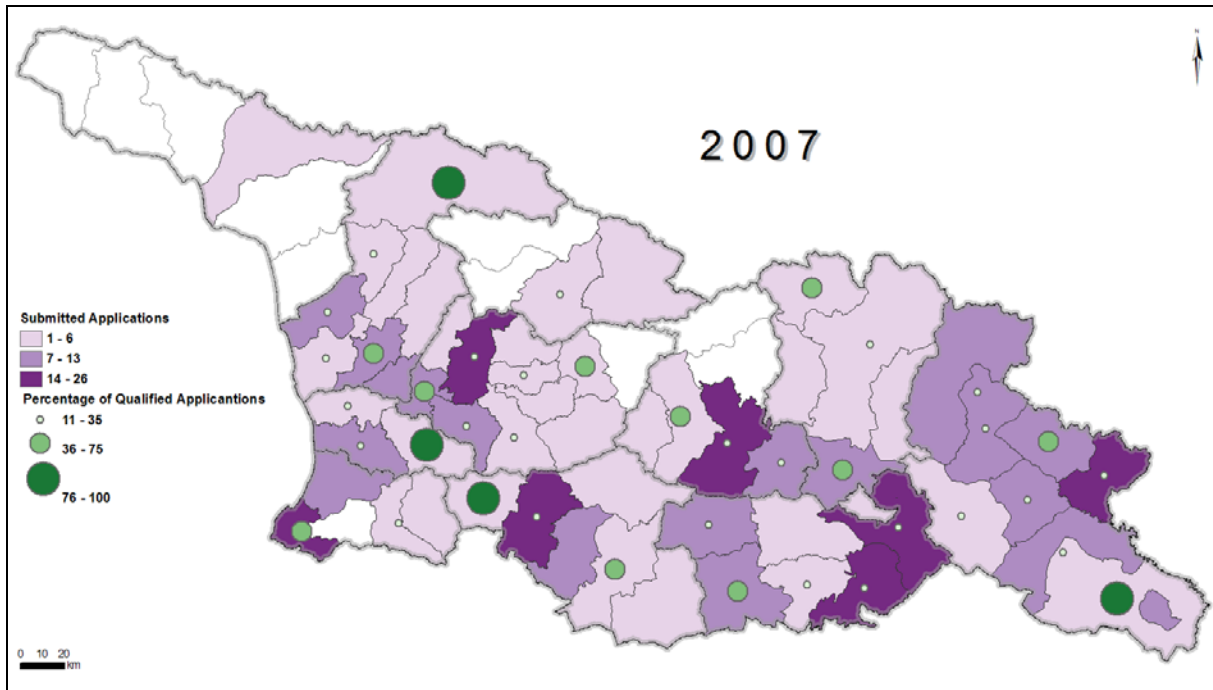 N
2007
Submitted Applications
1 - 6
7 - 13
14 - 26
Percentage of Qualified Applicantions
11 - 35
36 - 75
76 - 100
0 10 20
km